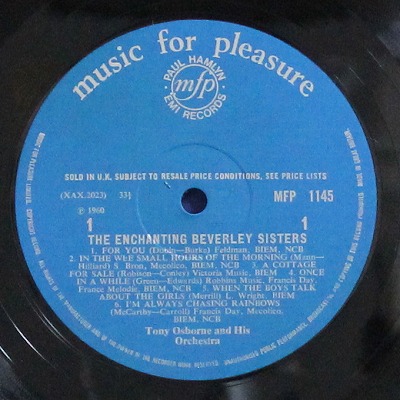 music for pleasure
PAUL HAMLYN
mfp
EMI RECORDS
SOLD IN U.K. SUBJECT TO RESALE PRICE CONDITIONS, SEE PRICE LISTS
(XAX.2023) 33⅓ MFP 1145
℗ 1960
1 1
THE ENCHANTING BEVERLEY SISTERS
1. FOR YOU (Dubin—Burke) Feldman, BIEM, NCB
2. IN THE WEE SMALL HOURS OF THE MORNING (Mann—
Hilliard) S. Bron, Mecolico, BIEM, NCB 3. A COTTAGE
FOR SALE (Robison—Conley) Victoria Music, BIEM 4. ONCE
IN A WHILE (Green—Edwards) Robbins Music, Francis Day,
France Melodie, BIEM, NCB 5. WHEN THE BOYS TALK
ABOUT THE GIRLS (Merrill) L. Wright, BIEM
6. I'M ALWAYS CHASING RAINBOWS
(McCarthy—Carroll) Francis Day, Mecolico,
BIEM, NCB
Tony Osborne and His
Orchestra